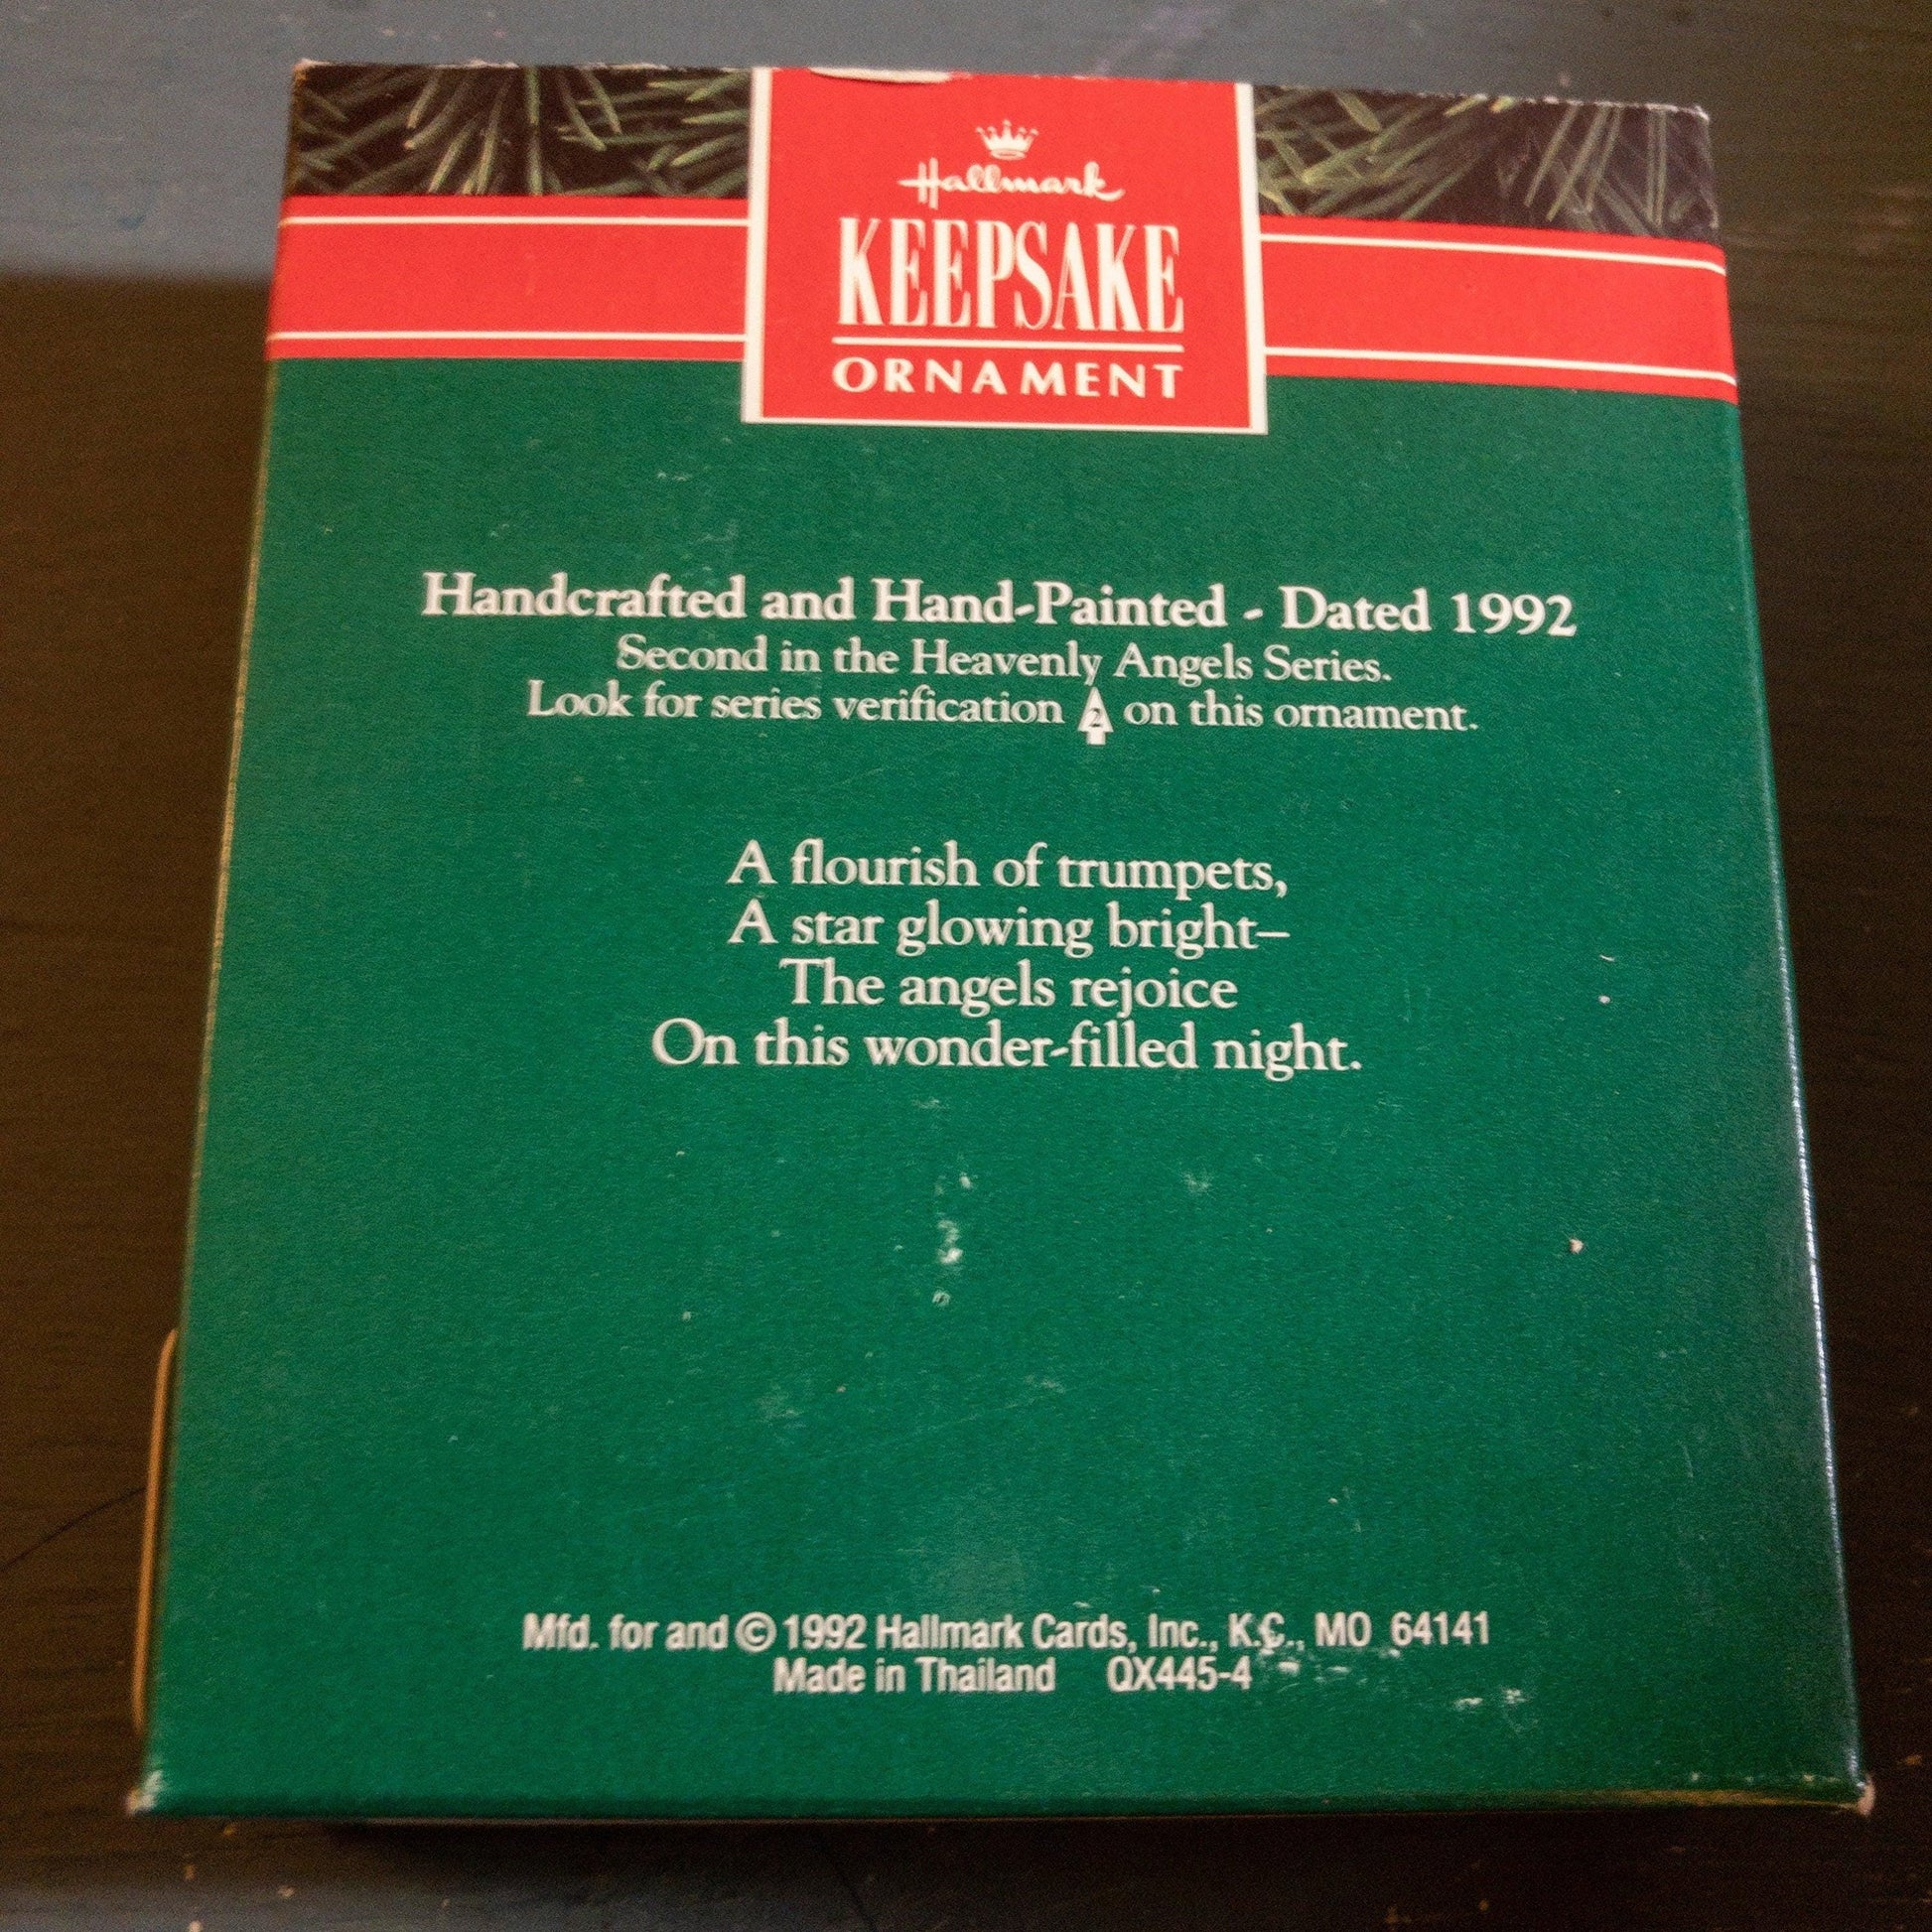 Hallmark
KEEPSAKE
ORNAMENT
Handcrafted and Hand-Painted - Dated 1992
Second in the Heavenly Angels Series.
Look for series verification 2 on this ornament.
A flourish of trumpets,
A star glowing bright–
The angels rejoice
On this wonder-filled night.
Mfd. for and © 1992 Hallmark Cards, Inc., K.C., MO 64141
Made in Thailand QX445-4